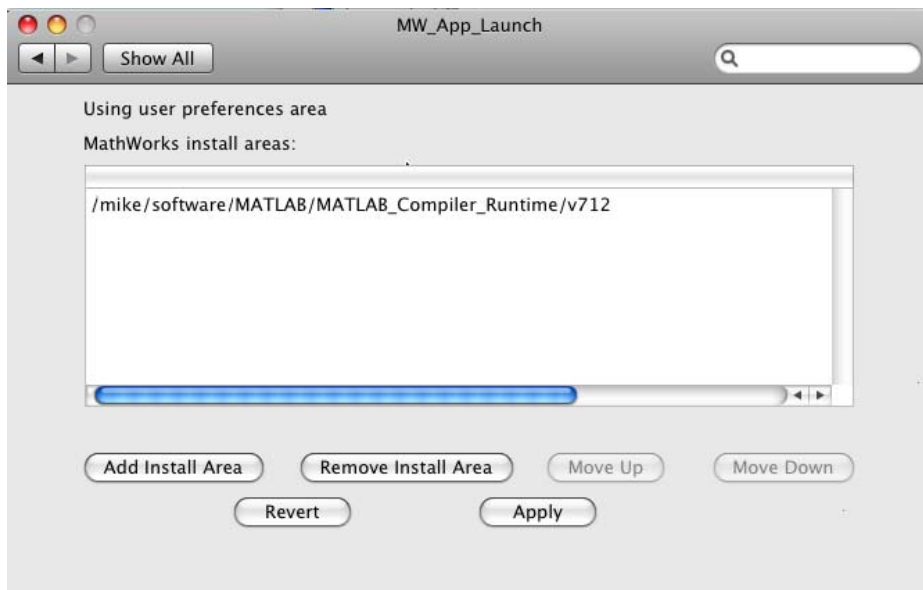 MW_App_Launch
Show All
Using user preferences area
MathWorks install areas:
/mike/software/MATLAB/MATLAB_Compiler_Runtime/v712
Add Install Area Remove Install Area Move Up Move Down
Revert Apply